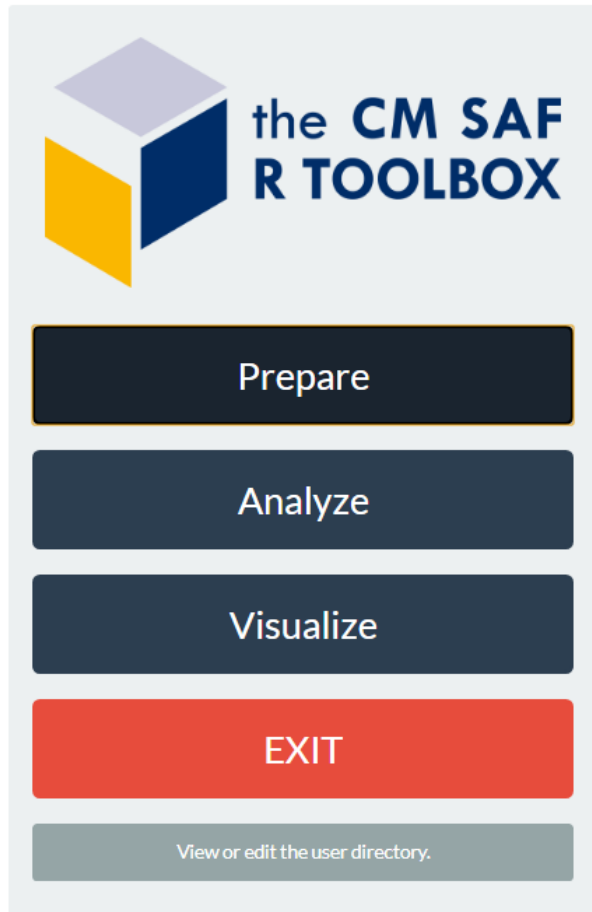 the CM SAF
R TOOLBOX
Prepare
Analyze
Visualize
EXIT
View or edit the user directory.